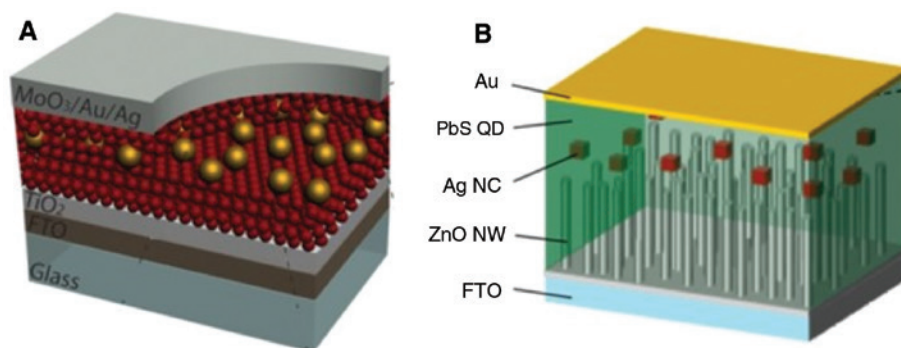 A
MoO₃/Au/Ag
TiO₂
FTO
Glass
B
Au
PbS QD
Ag NC
ZnO NW
FTO